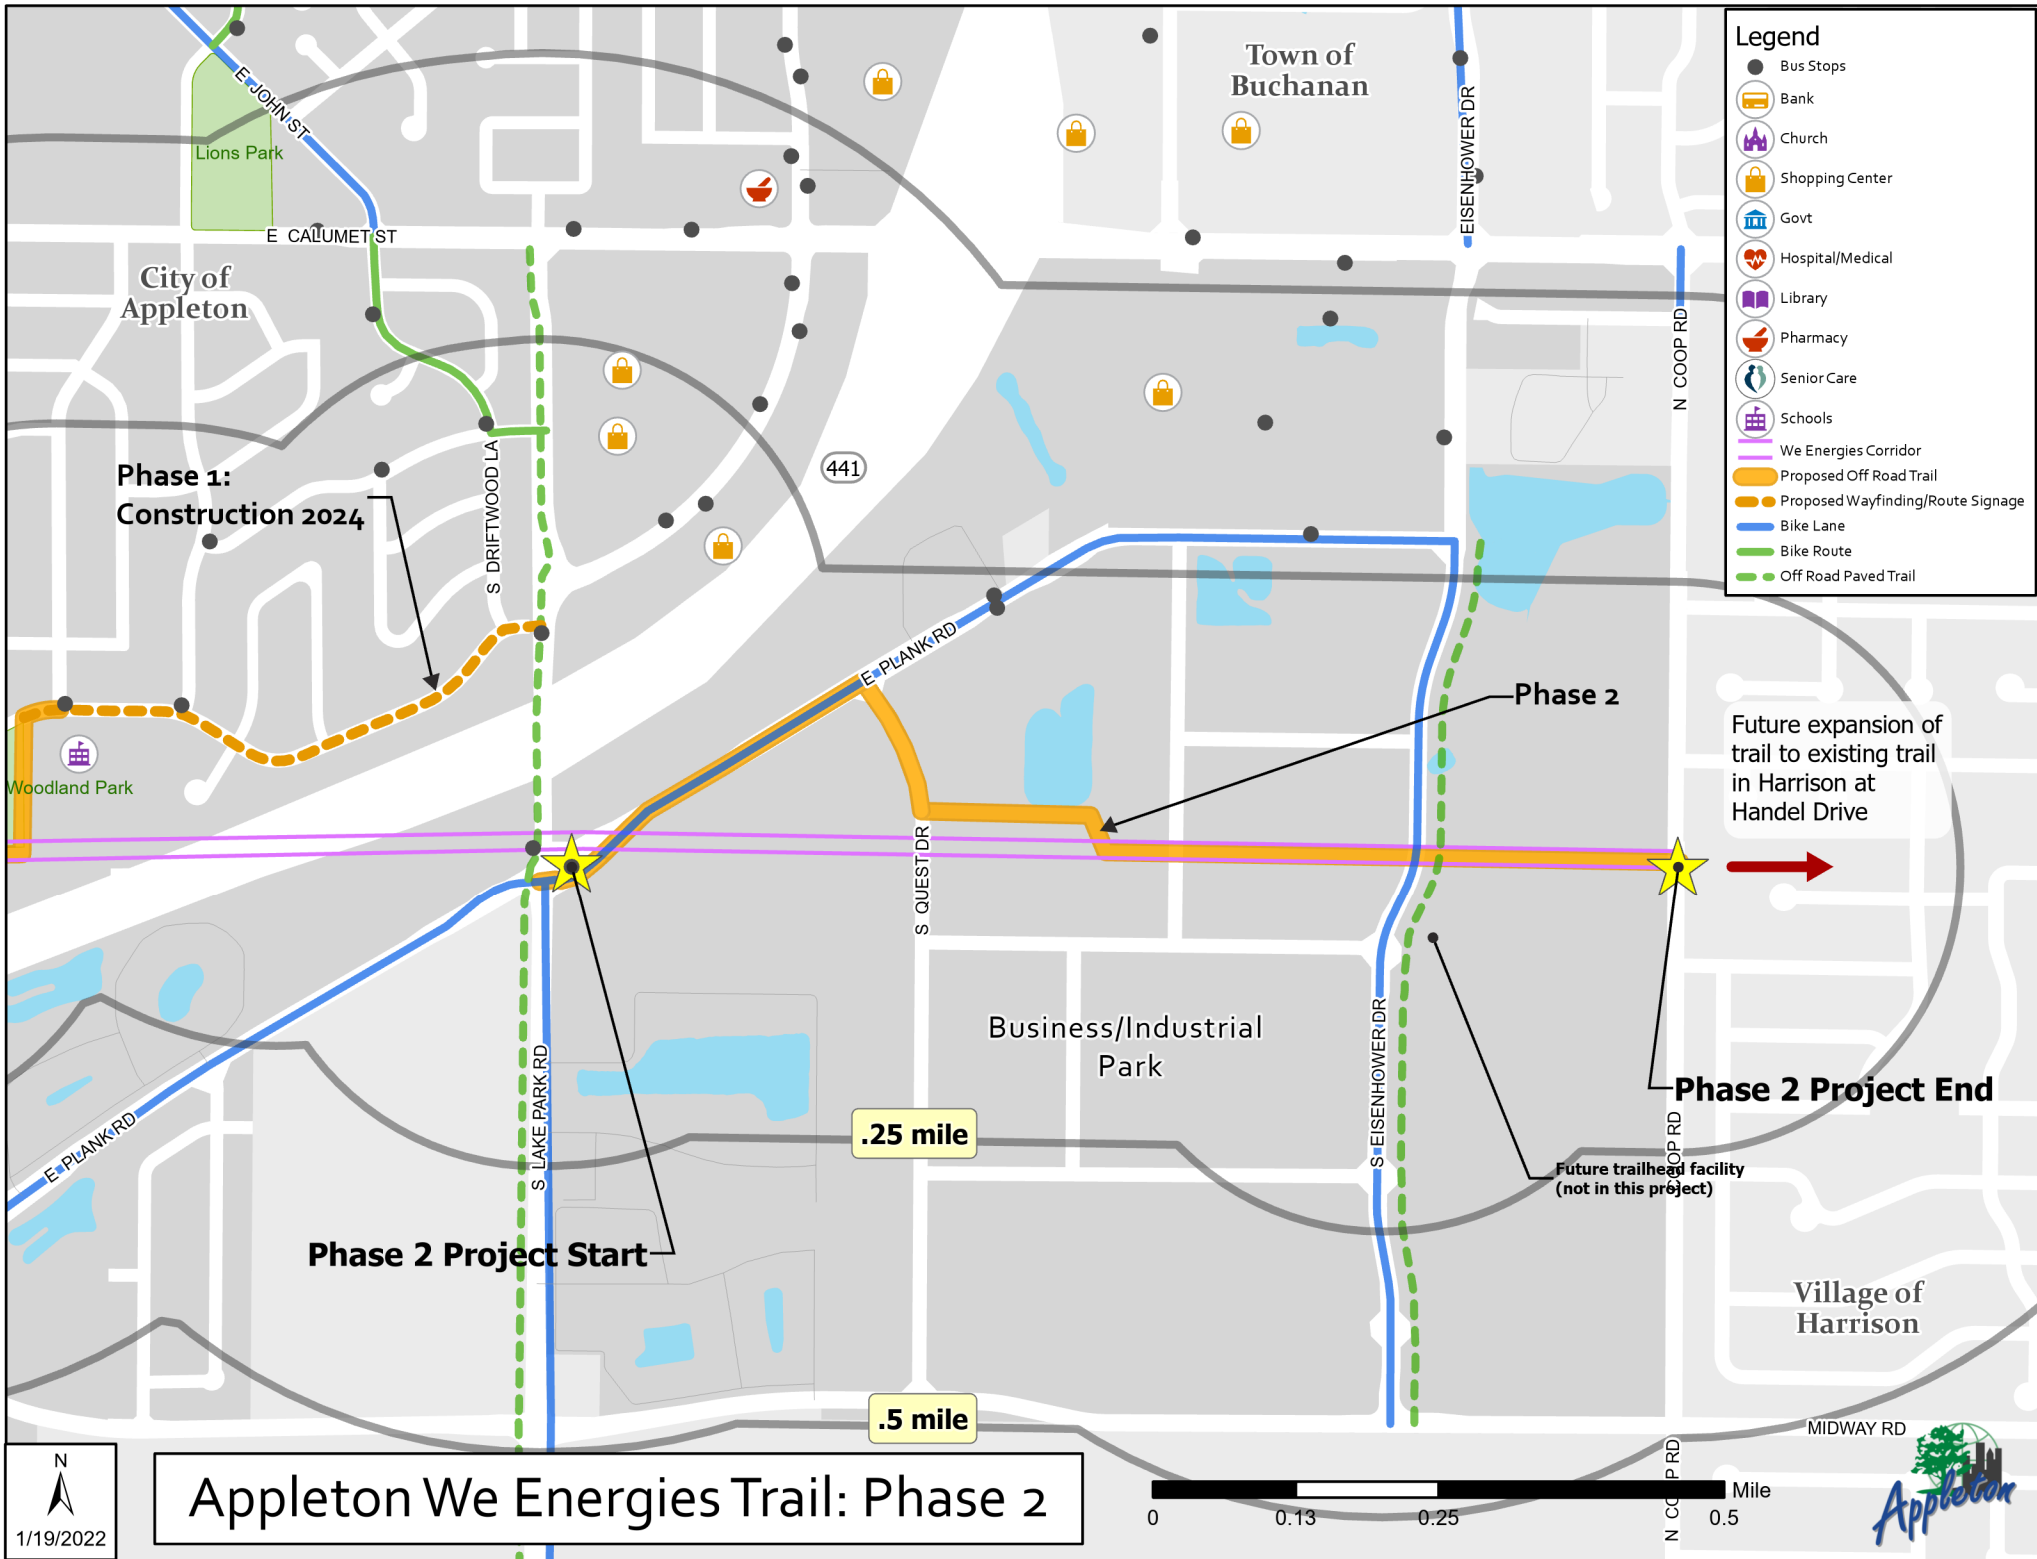 Town of
Buchanan
E JOHN ST
Lions Park
E CALUMET ST
City of
Appleton
EISENHOWER DR
N COOP RD
Legend
Bus Stops
Bank
Church
Shopping Center
Govt
Hospital/Medical
Library
Pharmacy
Senior Care
Schools
We Energies Corridor
Proposed Off Road Trail
Proposed Wayfinding/Route Signage
Bike Lane
Bike Route
Off Road Paved Trail
441
Phase 1:
Construction 2024
S DRIFTWOOD LA
E PLANK RD
Phase 2
Woodland Park
Future expansion of
trail to existing trail
in Harrison at
Handel Drive
S QUEST DR
Business/Industrial
Park
S LAKE PARK RD
S EISENHOWER DR
E PLANK RD
.25 mile
Phase 2 Project End
COOP RD
Future trailhead facility
(not in this project)
Phase 2 Project Start
Village of
Harrison
.5 mile
MIDWAY RD
N COOP RD
N
1/19/2022
Appleton We Energies Trail: Phase 2
Mile
0
0.13
0.25
0.5
Appleton